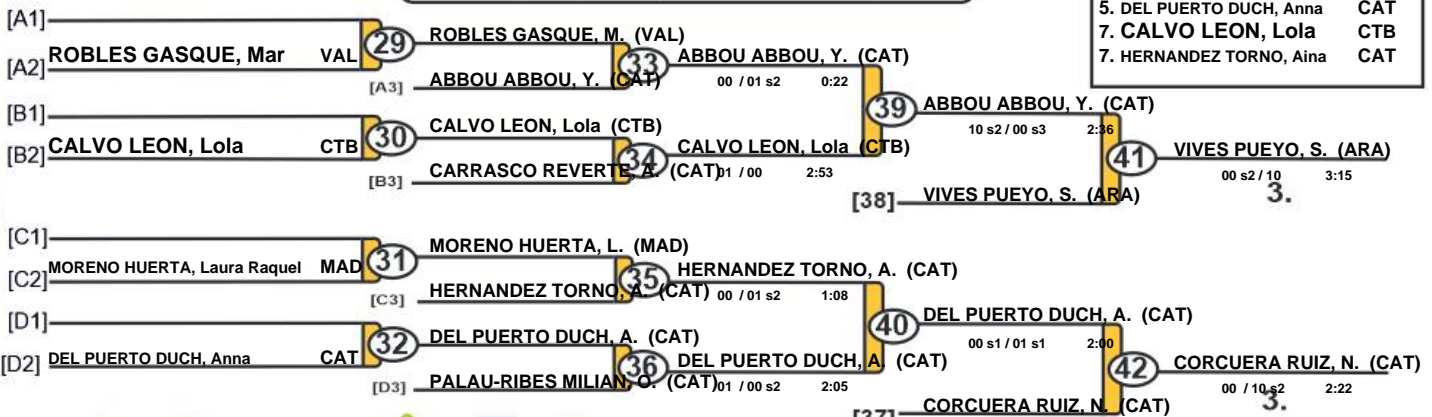 5. DEL PUERTO DUCH, Anna CAT
7. CALVO LEON, Lola CTB
7. HERNANDEZ TORNO, Aina CAT
[A1]
[A2] ROBLES GASQUE, Mar VAL
29
ROBLES GASQUE, M. (VAL)
[A3] ABBOU ABBOU, Y. (CAT)
33
ABBOU ABBOU, Y. (CAT)
00 / 01 s2 0:22
[B1]
[B2] CALVO LEON, Lola CTB
30
CALVO LEON, Lola (CTB)
[B3] CARRASCO REVERTE, A. (CAT)
34
CALVO LEON, Lola (CTB)
01 / 00 2:53
39
ABBOU ABBOU, Y. (CAT)
10 s2 / 00 s3 2:36
[38] VIVES PUEYO, S. (ARA)
41
VIVES PUEYO, S. (ARA)
00 s2 / 10 3:15
3.
[C1]
[C2] MORENO HUERTA, Laura Raquel MAD
31
MORENO HUERTA, L. (MAD)
[C3] HERNANDEZ TORNO, A. (CAT)
35
HERNANDEZ TORNO, A. (CAT)
00 / 01 s2 1:08
[D1]
[D2] DEL PUERTO DUCH, Anna CAT
32
DEL PUERTO DUCH, A. (CAT)
[D3] PALAU-RIBES MILIAN, O. (CAT)
36
DEL PUERTO DUCH, A. (CAT)
01 / 00 s2 2:05
40
DEL PUERTO DUCH, A. (CAT)
00 s1 / 01 s1 2:00
[37] CORCUERA RUIZ, N. (CAT)
42
CORCUERA RUIZ, N. (CAT)
00 / 10 s2 2:22
3.